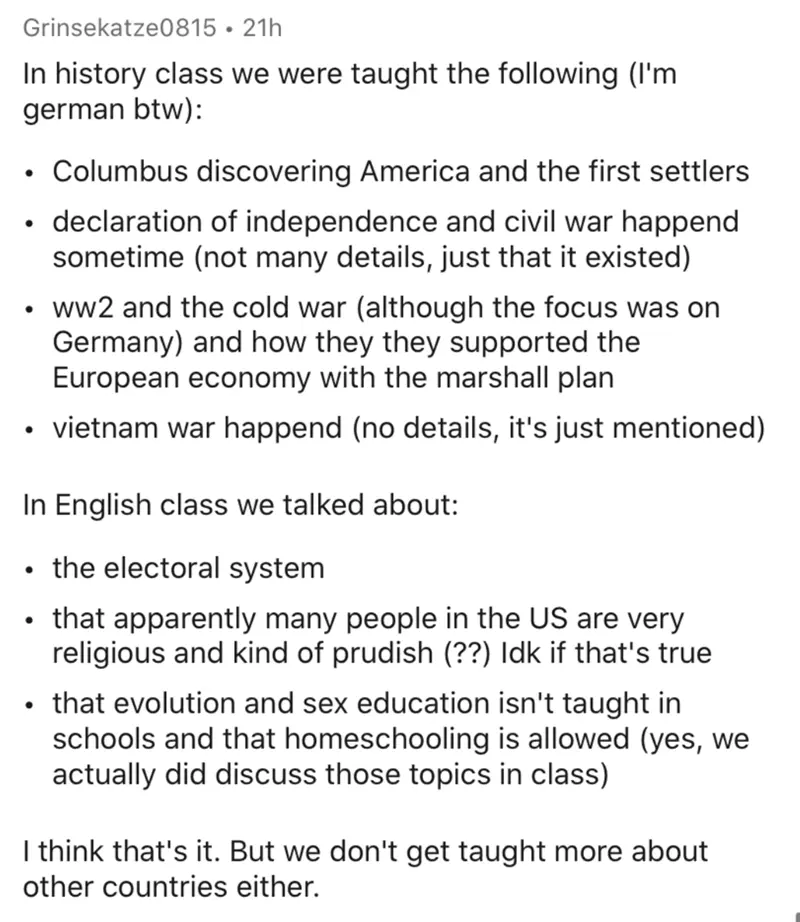 Grinsekatze0815 • 21h
In history class we were taught the following (I'm
german btw):
• Columbus discovering America and the first settlers
• declaration of independence and civil war happend
sometime (not many details, just that it existed)
• ww2 and the cold war (although the focus was on
Germany) and how they they supported the
European economy with the marshall plan
• vietnam war happend (no details, it's just mentioned)
In English class we talked about:
• the electoral system
• that apparently many people in the US are very
religious and kind of prudish (??) Idk if that's true
• that evolution and sex education isn't taught in
schools and that homeschooling is allowed (yes, we
actually did discuss those topics in class)
I think that's it. But we don't get taught more about
other countries either.